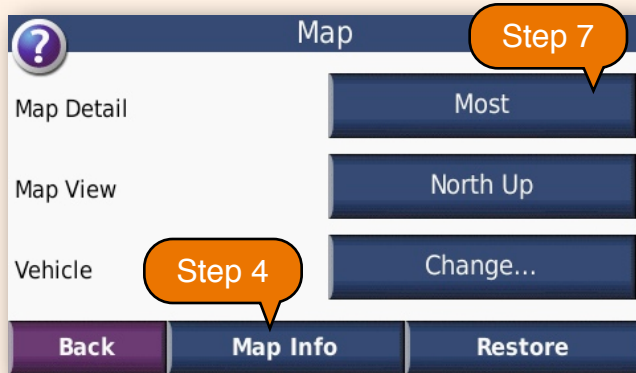 Map
Step 7
?
Map Detail
Most
Map View
North Up
Vehicle
Step 4
Change...
Back
Map Info
Restore